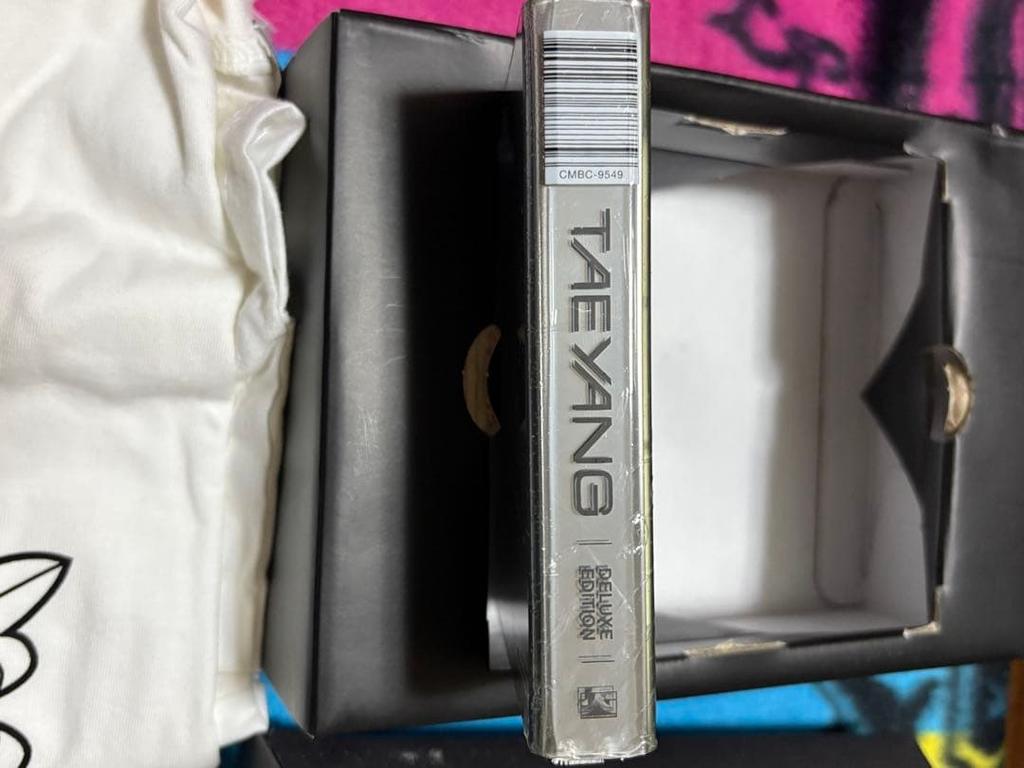 CMBC-9549
TAEYANG
DELUXE
EDITION